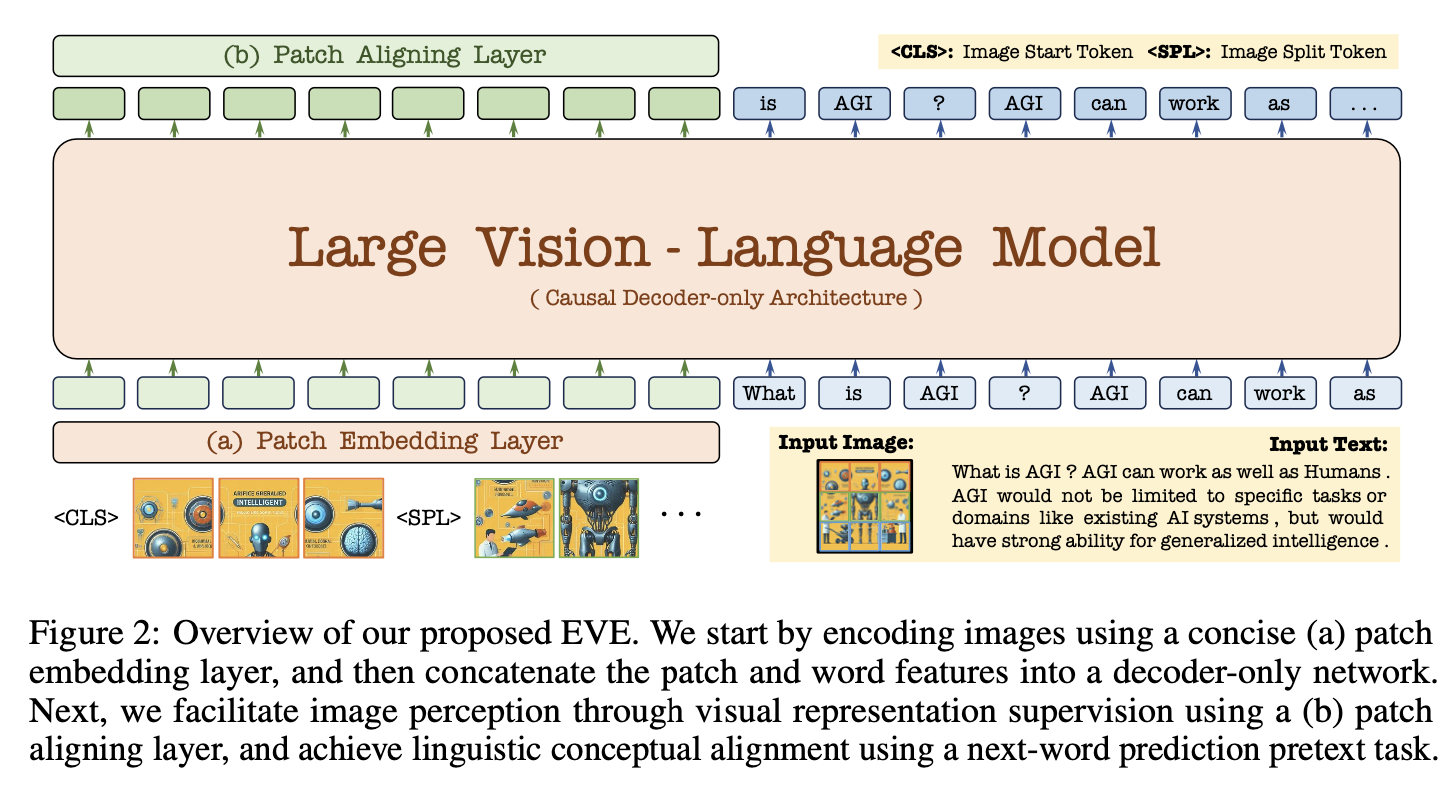 (b) Patch Aligning Layer
<CLS>: Image Start Token <SPL>: Image Split Token
is AGI ? AGI can work as ...
Large Vision - Language Model
( Causal Decoder-only Architecture )
What is AGI ? AGI can work as
(a) Patch Embedding Layer
<CLS> <SPL> ...
INTELLIGENT
Input Image:
Input Text:
What is AGI ? AGI can work as well as Humans .
AGI would not be limited to specific tasks or
domains like existing AI systems , but would
have strong ability for generalized intelligence .
Figure 2: Overview of our proposed EVE. We start by encoding images using a concise (a) patch
embedding layer, and then concatenate the patch and word features into a decoder-only network.
Next, we facilitate image perception through visual representation supervision using a (b) patch
aligning layer, and achieve linguistic conceptual alignment using a next-word prediction pretext task.